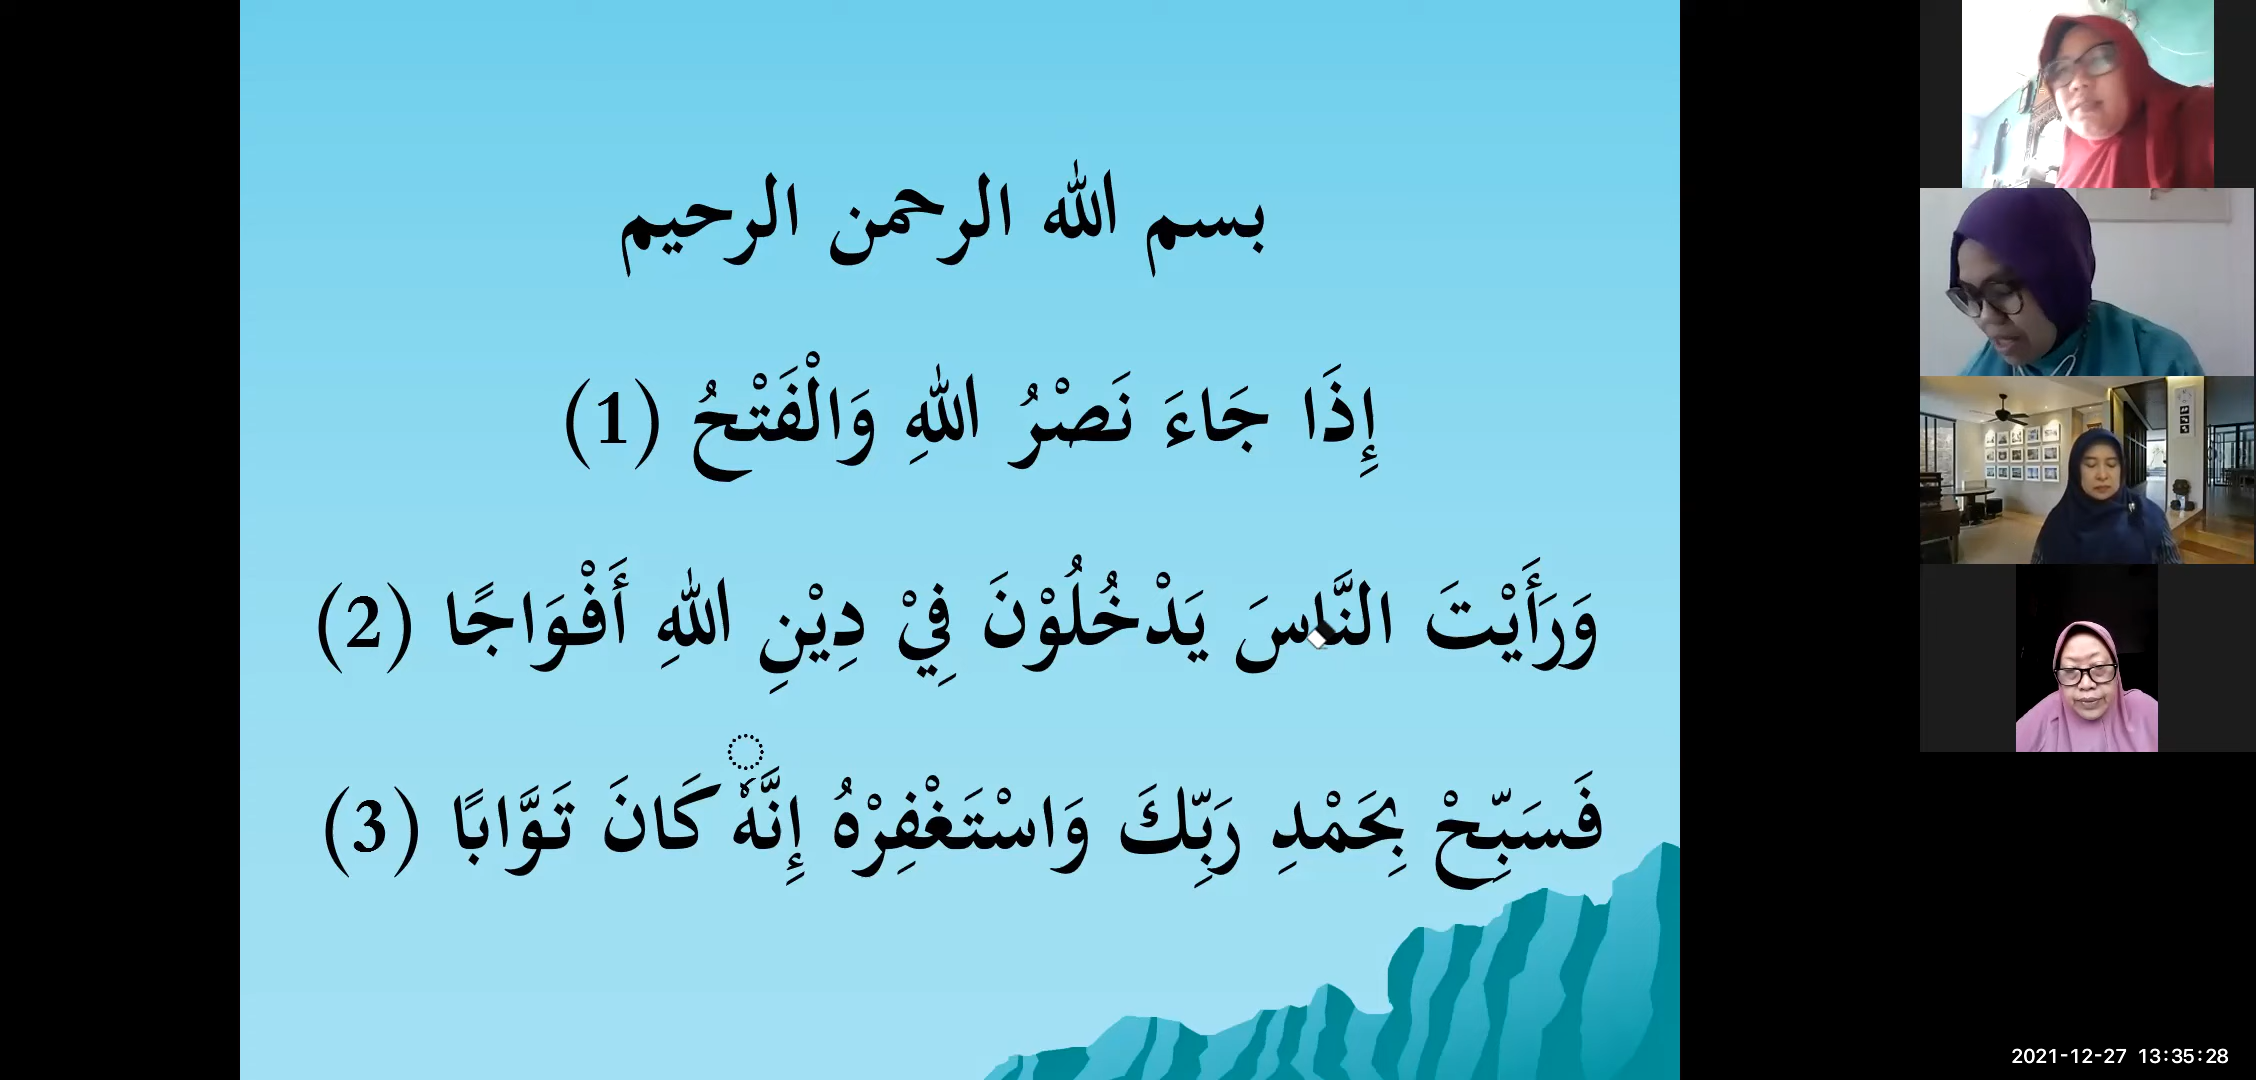 بسم الله الرحمن الرحيم
إِذَا جَاءَ نَصْرُ اللهِ وَالْفَتْحُ (1)
وَرَأَيْتَ النَّاسَ يَدْخُلُوْنَ فِيْ دِيْنِ اللهِ أَفْوَاجًا (2)
فَسَبِّحْ بِحَمْدِ رَبِّكَ وَاسْتَغْفِرْهُ إِنَّهٗ كَانَ تَوَّابًا (3)
2021-12-27 13:35:28